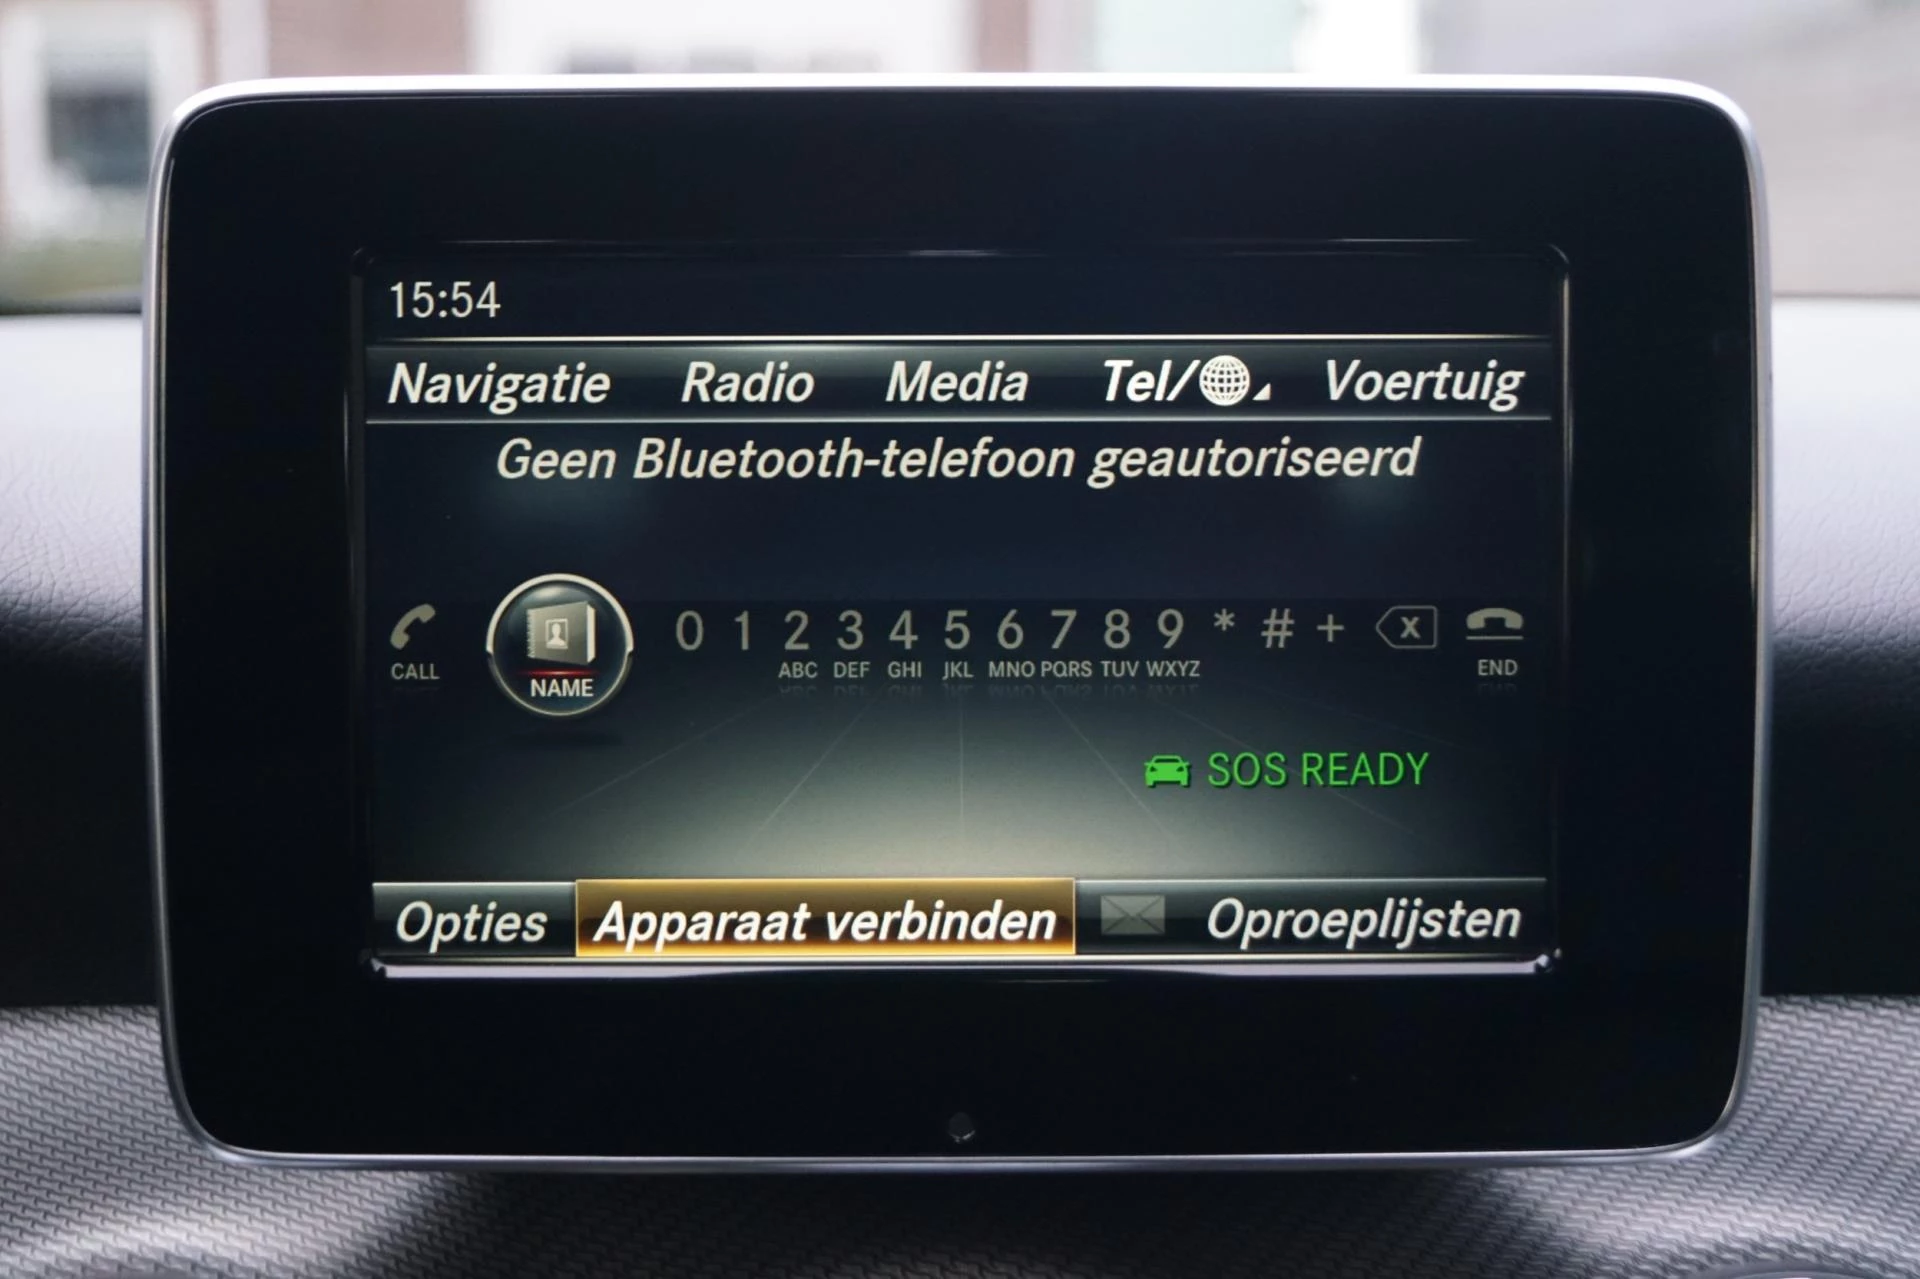 15:54
Navigatie Radio Media Tel/ Voertuig
Geen Bluetooth-telefoon geautoriseerd
0 1 2 3 4 5 6 7 8 9 * # + X
CALL NAME ABC DEF GHI JKL MNO PQRS TUV WXYZ END
SOS READY
Opties Apparaat verbinden Oproeplijsten